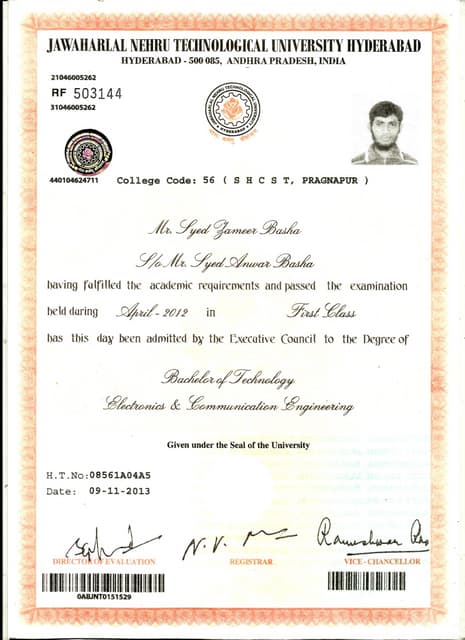 JAWAHARLAL NEHRU TECHNOLOGICAL UNIVERSITY HYDERABAD
HYDERABAD - 500 085, ANDHRA PRADESH, INDIA
21046005262
RF 503144
31046005262
440104624711
College Code: 56 ( S H C S T, PRAGNAPUR )
Mr. Syed Zameer Basha
S/o Mr. Syed Anwar Basha
having fulfilled the academic requirements and passed the examination
held during April - 2012 in First Class
has this day been admitted by the Executive Council to the Degree of
Bachelor of Technology
Electronics & Communication Engineering
Given under the Seal of the University
H.T.No:08561A04A5
Date: 09-11-2013
N. V.
Rameshwar Rao
DIRECTOR OF EVALUATION
REGISTRAR
VICE - CHANCELLOR
0ABJNT0151529